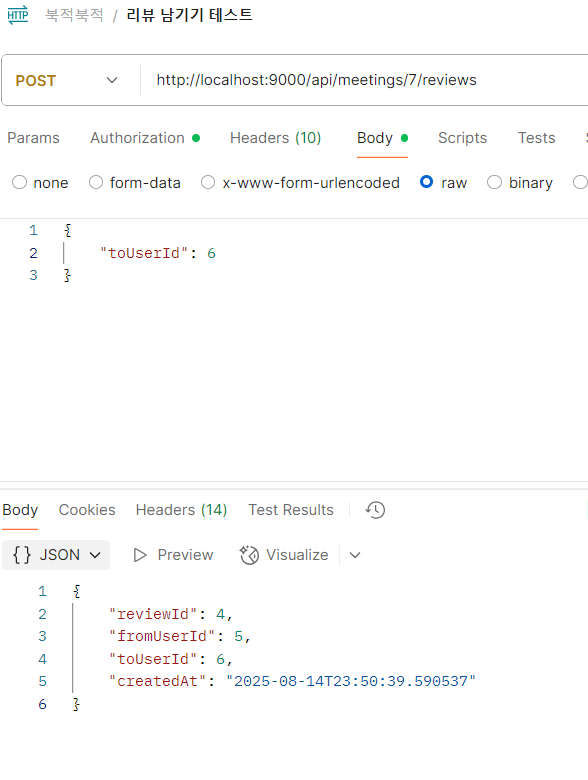 HTTP 북적북적 / 리뷰 남기기 테스트
POST http://localhost:9000/api/meetings/7/reviews
Params Authorization Headers (10) Body Scripts Tests
none form-data x-www-form-urlencoded raw binary
1 {
2 "toUserId": 6
3 }
Body Cookies Headers (14) Test Results
{} JSON Preview Visualize
1 {
2 "reviewId": 4,
3 "fromUserId": 5,
4 "toUserId": 6,
5 "createdAt": "2025-08-14T23:50:39.590537"
6 }